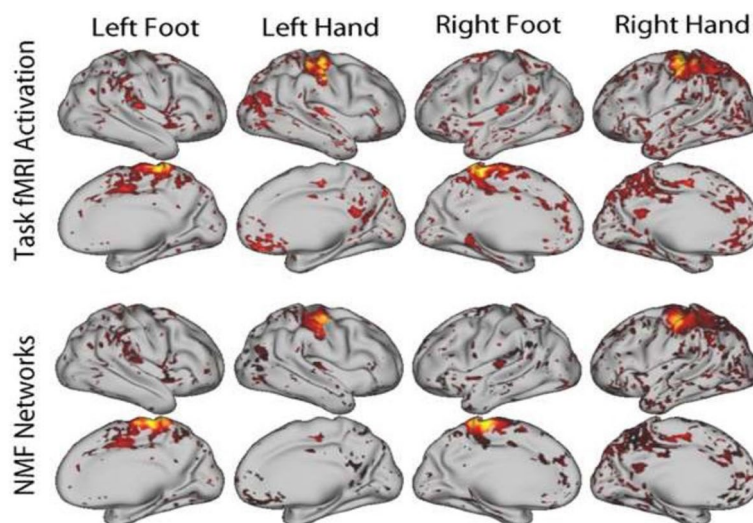 Left Foot
Left Hand
Right Foot
Right Hand
Task fMRI Activation
NMF Networks